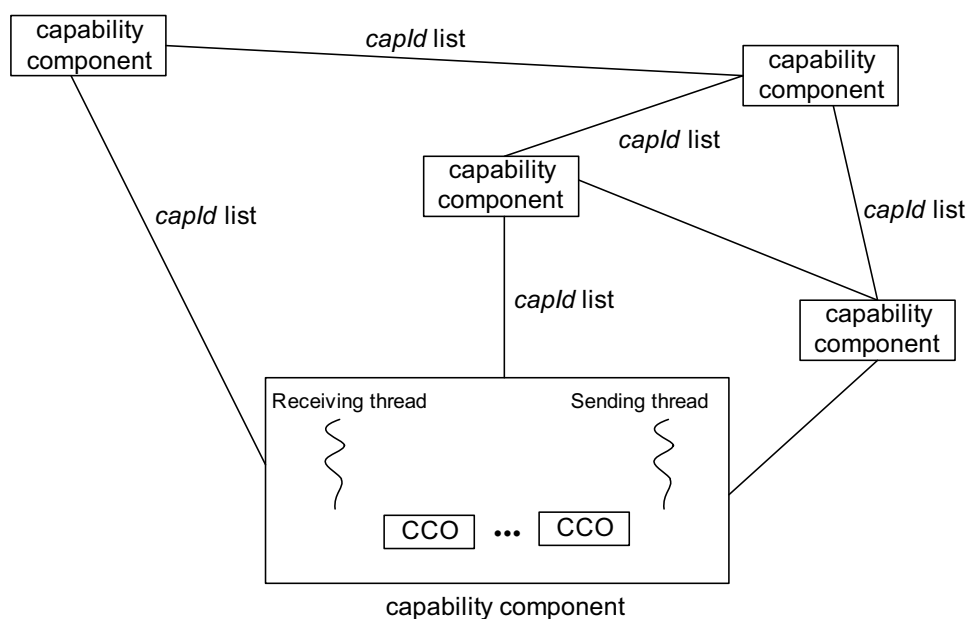 capability
component
capId list
capability
component
capId list
capability
component
capId list
capId list
capId list
capability
component
Receiving thread
Sending thread
CCO ... CCO
capability component